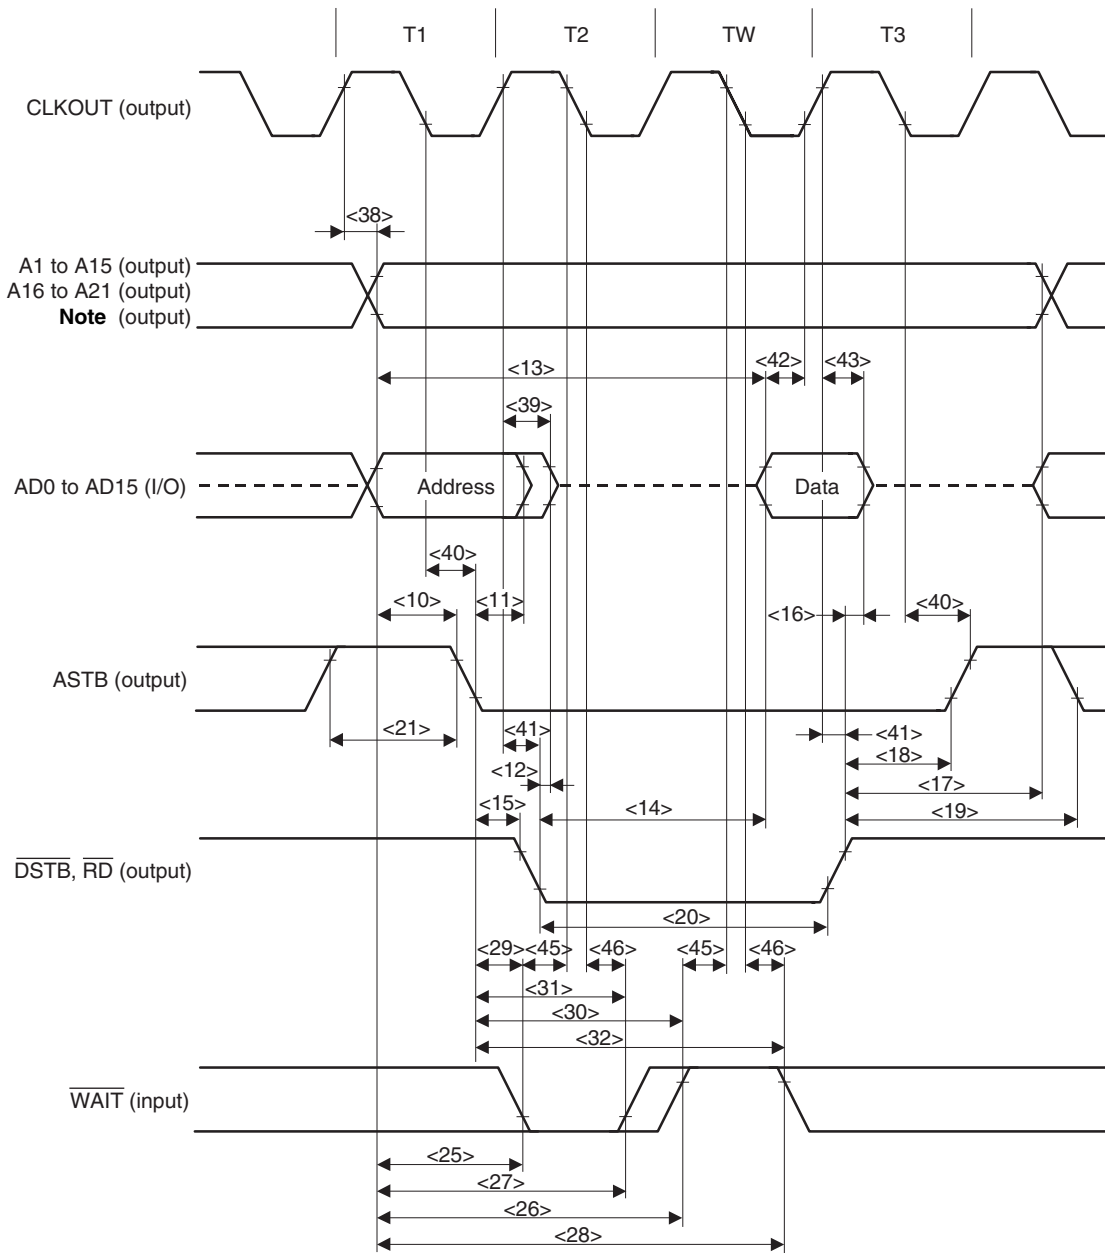 T1 T2 TW T3
CLKOUT (output)
<38>
A1 to A15 (output)
A16 to A21 (output)
Note (output)
<13> <42> <43>
<39>
AD0 to AD15 (I/O) Address Data
<40>
<10> <11> <16> <40>
ASTB (output)
<21> <41> <41>
<18>
<12>
<17>
<15> <14>
<19>
DSTB, RD (output)
<20>
<29> <45> <46> <45> <46>
<31>
<30>
<32>
WAIT (input)
<25>
<27>
<26>
<28>